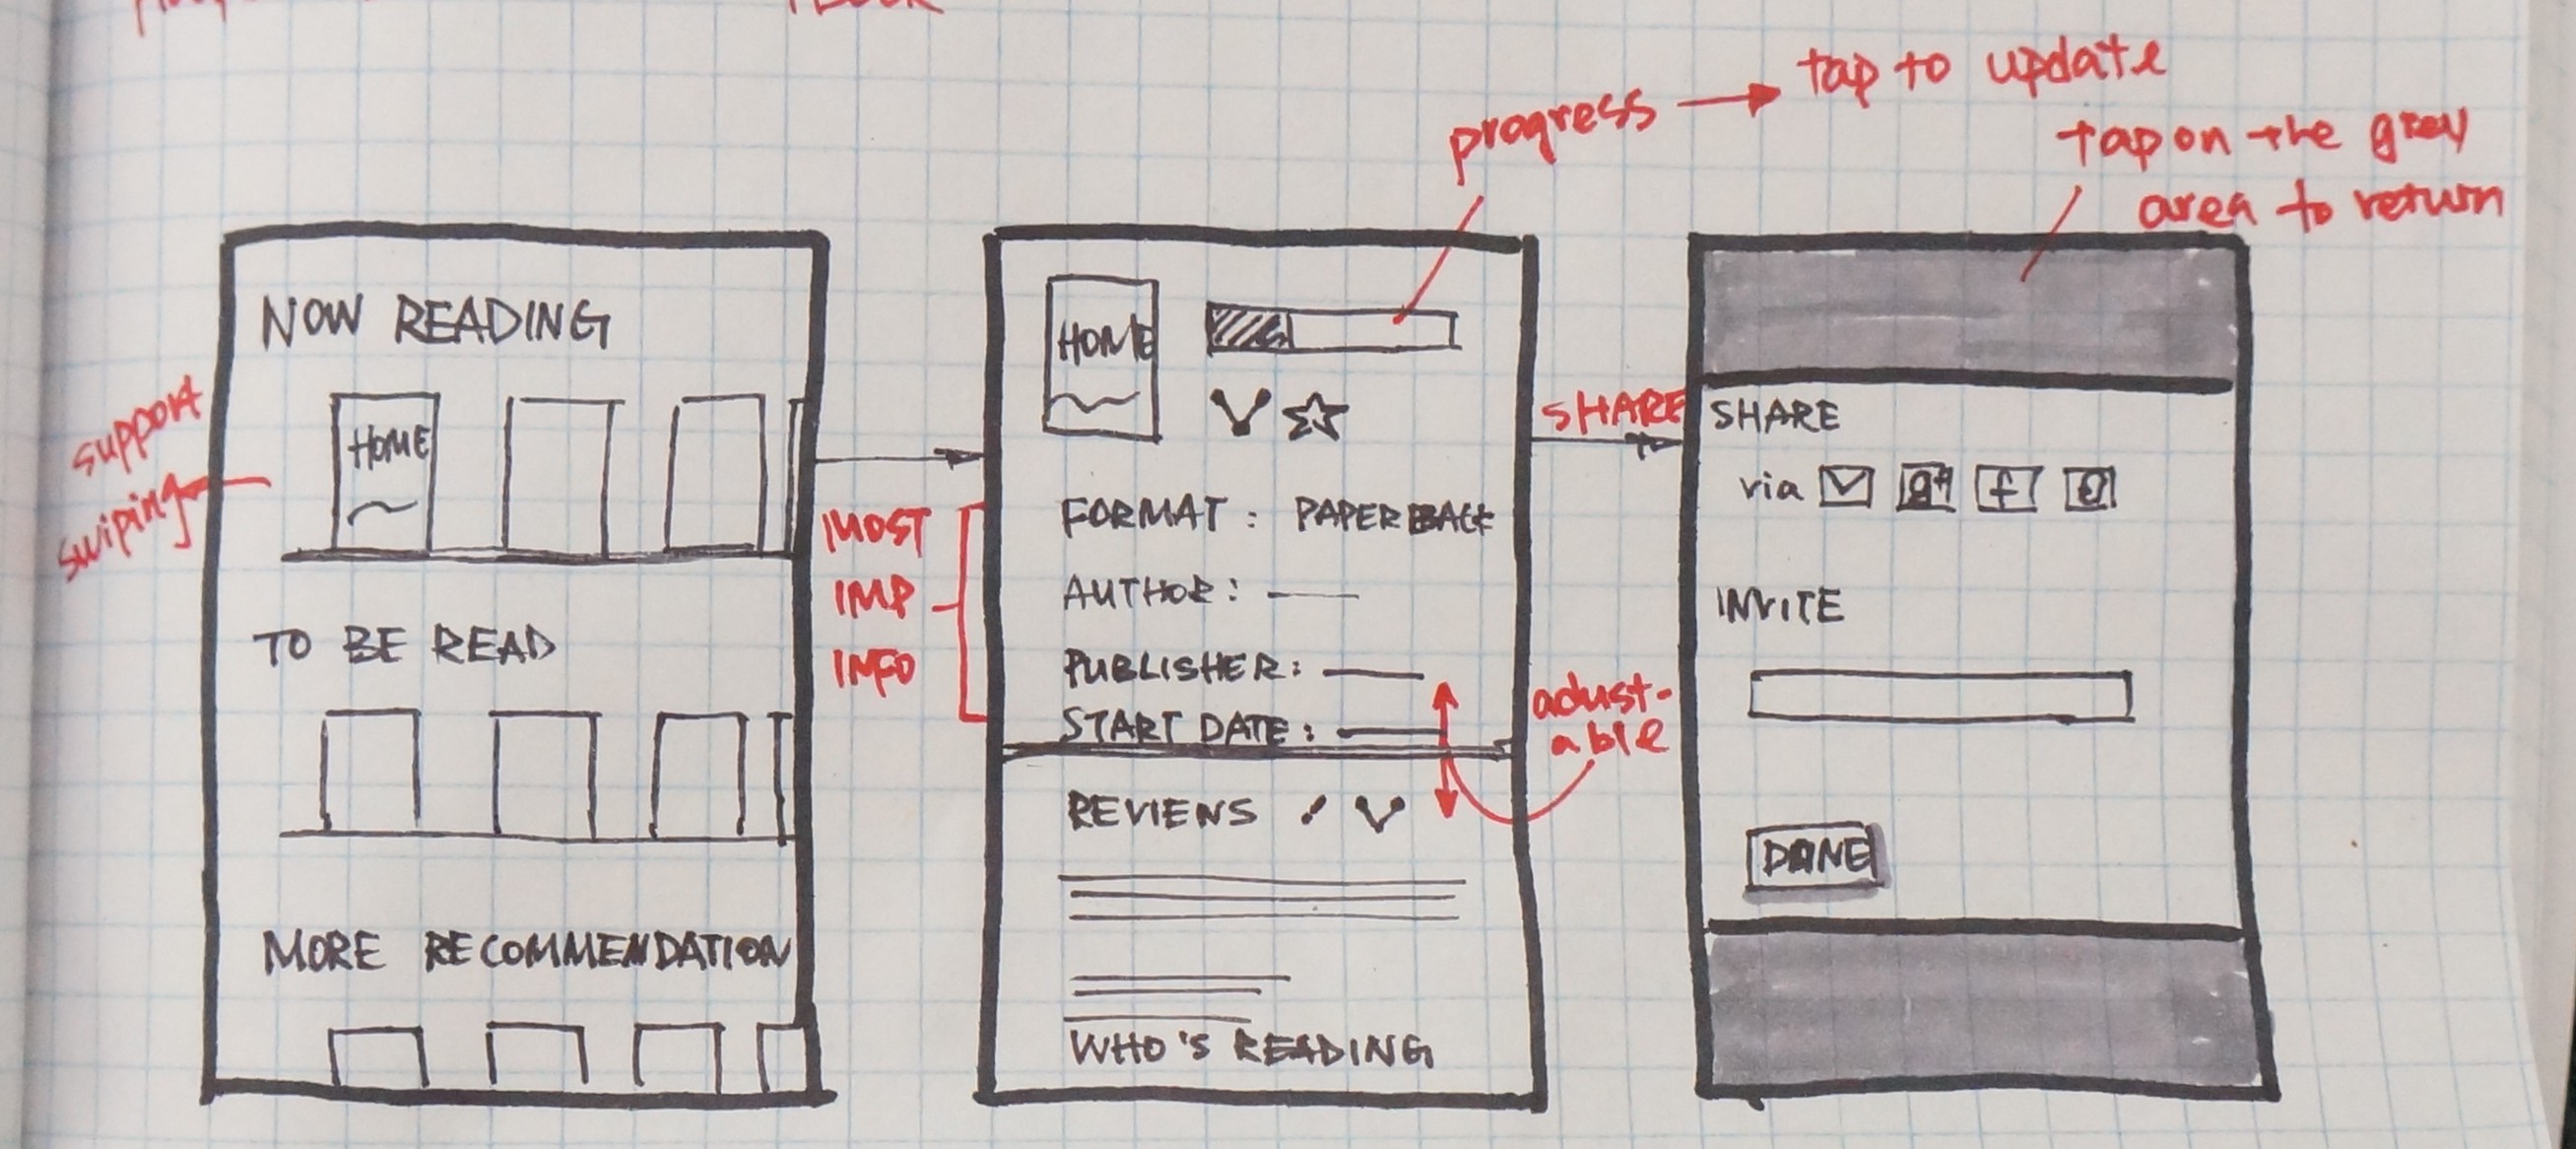 progress → tap to update
tap on the grey
area to return
NOW READING
HOME
support
swiping
TO BE READ
MORE RECOMMENDATION
HOME
MOST
IMP
INFO
FORMAT : PAPERBACK
AUTHOR :
PUBLISHER :
START DATE :
adjust-
able
REVIEWS
WHO'S READING
SHARE
SHARE
via
g+
f
INVITE
DONE